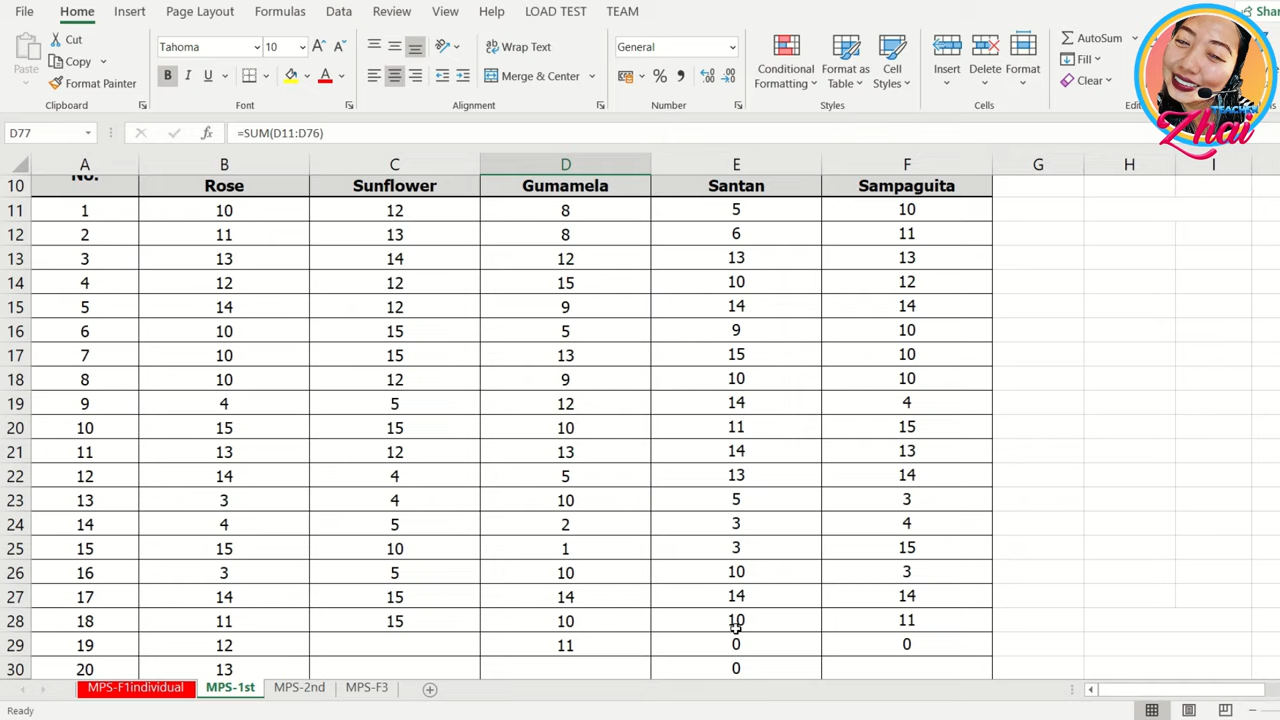 File Home Insert Page Layout Formulas Data Review View Help LOAD TEST TEAM Shar
Cut
Copy
Format Painter
Paste
Clipboard
Tahoma 10
B I U
Font
Wrap Text
Merge & Center
Alignment
General
Number
Conditional Formatting
Format as Table
Cell Styles
Styles
Insert Delete Format
Cells
AutoSum
Fill
Clear
TEACHER
Zhai
D77 fx =SUM(D11:D76)
A B C D E F G H I
10 No. Rose Sunflower Gumamela Santan Sampaguita
11 1 10 12 8 5 10
12 2 11 13 8 6 11
13 3 13 14 12 13 13
14 4 12 12 15 10 12
15 5 14 12 9 14 14
16 6 10 15 5 9 10
17 7 10 15 13 15 10
18 8 10 12 9 10 10
19 9 4 5 12 14 4
20 10 15 15 10 11 15
21 11 13 12 13 14 13
22 12 14 4 5 13 14
23 13 3 4 10 5 3
24 14 4 5 2 3 4
25 15 15 10 1 3 15
26 16 3 5 10 10 3
27 17 14 15 14 14 14
28 18 11 15 10 10 11
29 19 12 11 0 0
30 20 13 0
MPS-F1individual MPS-1st MPS-2nd MPS-F3
Ready